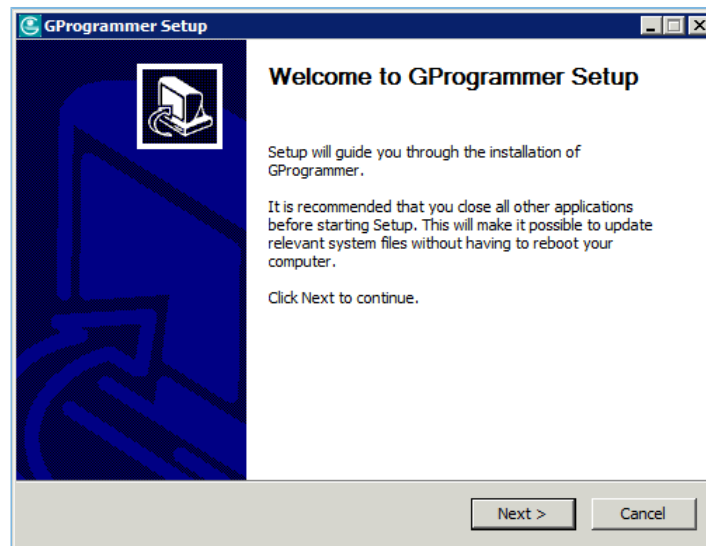 GProgrammer Setup
Welcome to GProgrammer Setup
Setup will guide you through the installation of
GProgrammer.
It is recommended that you close all other applications
before starting Setup. This will make it possible to update
relevant system files without having to reboot your
computer.
Click Next to continue.
Next >
Cancel